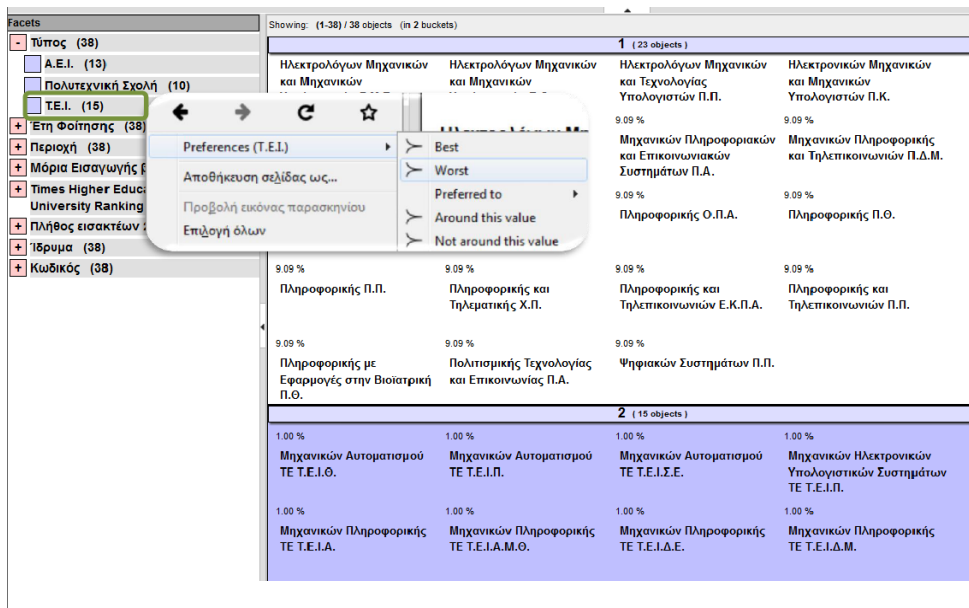 Facets
- Τύπος (38)
Α.Ε.Ι. (13)
Πολυτεχνική Σχολή (10)
Τ.Ε.Ι. (15)
+ Έτη Φοίτησης (38)
+ Περιοχή (38)
+ Μόρια Εισαγωγής
+ Times Higher Educa
University Ranking
+ Πλήθος εισακτέων
+ Ίδρυμα (38)
+ Κωδικός (38)
Preferences (Τ.Ε.Ι.)
Αποθήκευση σελίδας ως...
Προβολή εικόνας παρασκηνίου
Επιλογή όλων
Best
Worst
Preferred to
Around this value
Not around this value
Showing: (1-38) / 38 objects (in 2 buckets)
1 ( 23 objects )
Ηλεκτρολόγων Μηχανικών
και Μηχανικών
Ηλεκτρολόγων Μηχανικών
και Μηχανικών
Ηλεκτρολόγων Μηχανικών
και Τεχνολογίας
Υπολογιστών Π.Π.
Ηλεκτρονικών Μηχανικών
και Μηχανικών
Υπολογιστών Π.Κ.
9.09 %
Μηχανικών Πληροφοριακών
και Επικοινωνιακών
Συστημάτων Π.Α.
9.09 %
Μηχανικών Πληροφορικής
και Τηλεπικοινωνιών Π.Δ.Μ.
9.09 %
Πληροφορικής Ο.Π.Α.
9.09 %
Πληροφορικής Π.Θ.
9.09 %
Πληροφορικής Π.Π.
9.09 %
Πληροφορικής και
Τηλεματικής Χ.Π.
9.09 %
Πληροφορικής και
Τηλεπικοινωνιών Ε.Κ.Π.Α.
9.09 %
Πληροφορικής και
Τηλεπικοινωνιών Π.Π.
9.09 %
Πληροφορικής με
Εφαρμογές στην Βιοϊατρική
Π.Θ.
9.09 %
Πολιτισμικής Τεχνολογίας
και Επικοινωνίας Π.Α.
9.09 %
Ψηφιακών Συστημάτων Π.Π.
2 ( 15 objects )
1.00 %
Μηχανικών Αυτοματισμού
ΤΕ Τ.Ε.Ι.Θ.
1.00 %
Μηχανικών Αυτοματισμού
ΤΕ Τ.Ε.Ι.Π.
1.00 %
Μηχανικών Αυτοματισμού
ΤΕ Τ.Ε.Ι.Σ.Ε.
1.00 %
Μηχανικών Ηλεκτρονικών
Υπολογιστικών Συστημάτων
ΤΕ Τ.Ε.Ι.Π.
1.00 %
Μηχανικών Πληροφορικής
ΤΕ Τ.Ε.Ι.Α.
1.00 %
Μηχανικών Πληροφορικής
ΤΕ Τ.Ε.Ι.Α.Μ.Θ.
1.00 %
Μηχανικών Πληροφορικής
ΤΕ Τ.Ε.Ι.Δ.Ε.
1.00 %
Μηχανικών Πληροφορικής
ΤΕ Τ.Ε.Ι.Δ.Μ.